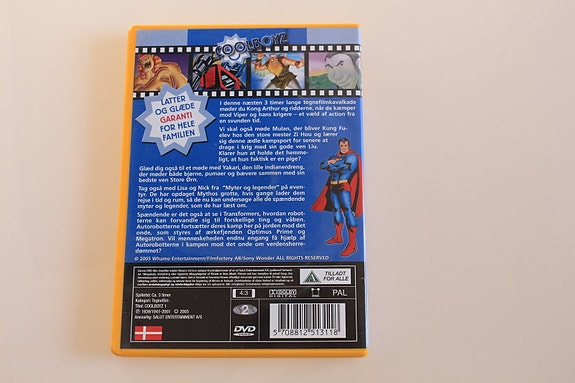 COOLBOYZ
LATTER
OG GLÆDE
GARANTI
FOR HELE
FAMILIEN
I denne næsten 3 timer lange tegnefilmkavalkade
møder du Kong Arthur og ridderne, når de kæmper
mod Viper og hans krigere - et væld af action fra
en svunden tid.
Vi skal også møde Mulan, der bliver Kung Fu-
elev hos den store mester Zi Hou og lærer
sig denne ædle kampsport for senere at
drage i krig med sin gode ven Liu.
Klarer hun at holde det hemme-
ligt, at hun faktisk er en pige?
Glæd dig også til et møde med Yakari, den lille indianerdreng,
der møder både bjørne, pumaer og bævere sammen med sin
bedste ven Store Ørn.
Tag også med Lisa og Nick fra "Myter og legender" på even-
tyr. De har opdaget Mythos grotte, hvis gange lader dem
rejse i tid og rum, så de nu kan undersøge alle de spændende
myter og legender, som de har læst om.
Spændende er det også at se i Transformers, hvordan robot-
terne kan forvandle sig til forskellige ting og våben.
Autorobotterne fortsætter deres kamp her på jorden mod det
onde, som styres af ærkefjenden Optimus Prime og
Megatron. Vil menneskeheden endnu engang få hjælp af
Autorobotterne i kampen mod det onde om verdensherre-
dømmet?
© 2005 Whamo Entertainment/Filmfactory AB/Sony Wonder ALL RIGHTS RESERVED
TILLADT
FOR ALLE
Spilletid: Ca. 3 timer
Kategori: Tegnefilm
Titel: COOLBOYZ 1
℗ 1939/1941-2001 © 2005
Ansvarlig: SALUT ENTERTAINMENT A/S
4:3
DOLBY
DIGITAL
PAL
2
DVD
5 708812 513118